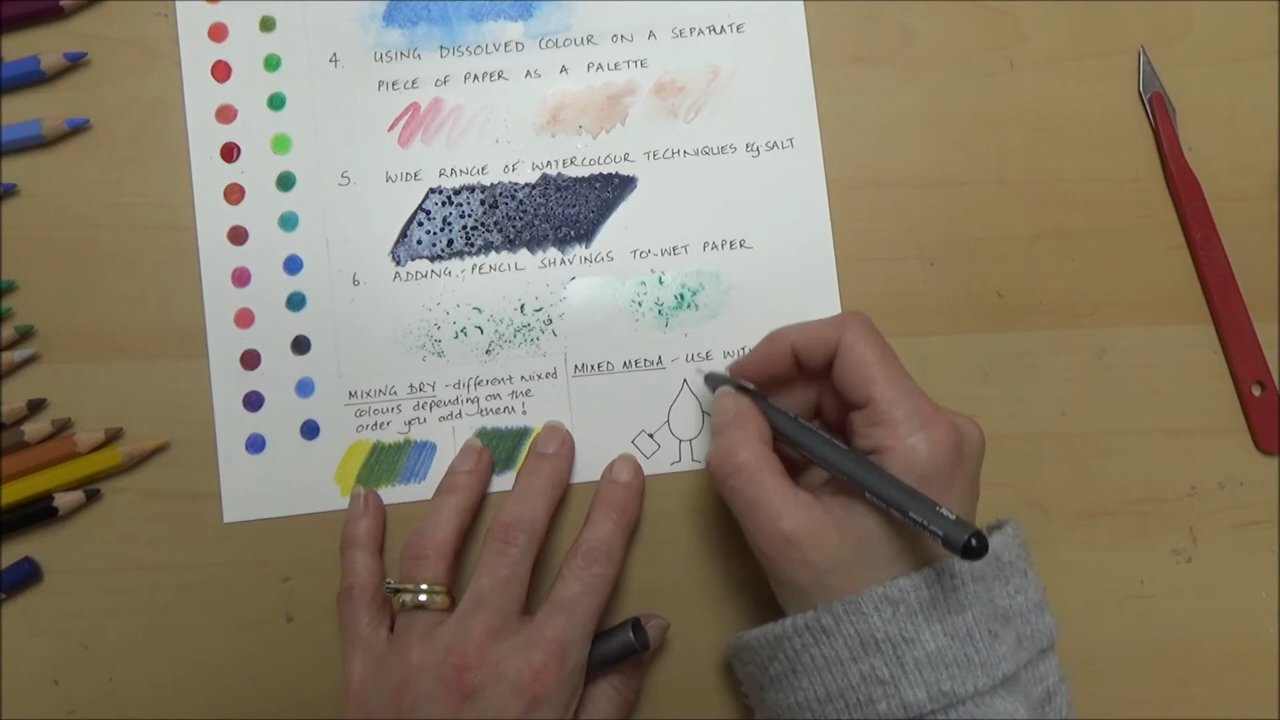 4. USING DISSOLVED COLOUR ON A SEPARATE
PIECE OF PAPER AS A PALETTE
5. WIDE RANGE OF WATERCOLOUR TECHNIQUES Eg SALT
6. ADDING PENCIL SHAVINGS TO WET PAPER
MIXING DRY - different mixed
colours depending on the
order you add them!
MIXED MEDIA - USE WITH